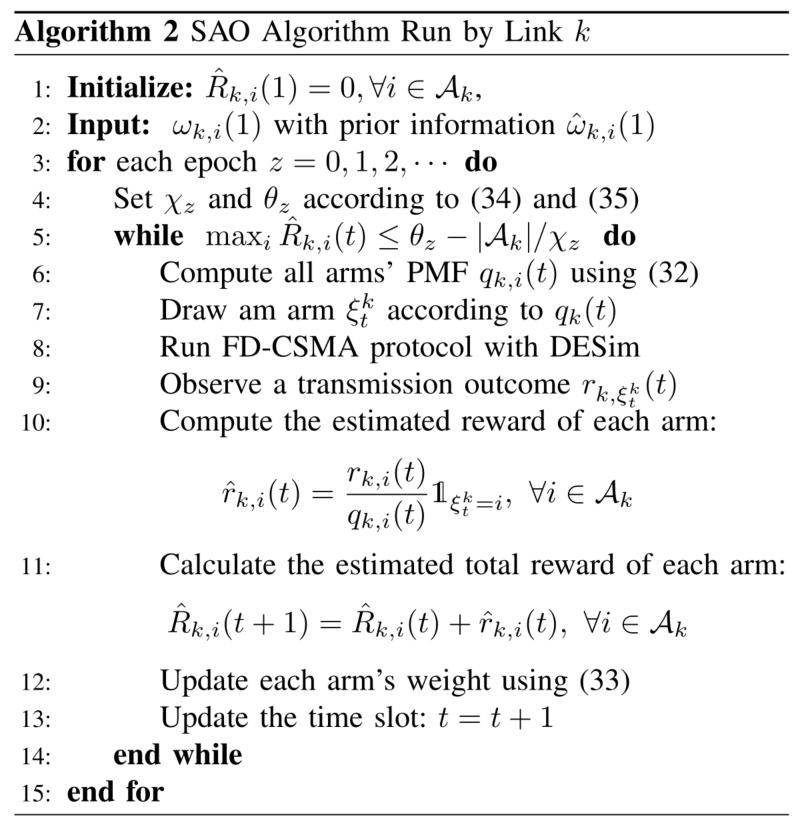 Algorithm 2 SAO Algorithm Run by Link k
1: Initialize: R̂_{k,i}(1) = 0, ∀i ∈ 𝒜_k,
2: Input: ω_{k,i}(1) with prior information ω̂_{k,i}(1)
3: for each epoch z = 0, 1, 2, ⋯ do
4: Set χ_z and θ_z according to (34) and (35)
5: while max_i R̂_{k,i}(t) ≤ θ_z − |𝒜_k|/χ_z do
6: Compute all arms' PMF q_{k,i}(t) using (32)
7: Draw am arm ξ_t^k according to q_k(t)
8: Run FD-CSMA protocol with DESim
9: Observe a transmission outcome r_{k,ξ_t^k}(t)
10: Compute the estimated reward of each arm:
r̂_{k,i}(t) = \frac{r_{k,i}(t)}{q_{k,i}(t)} 𝟙_{ξ_t^k=i}, ∀i ∈ 𝒜_k
11: Calculate the estimated total reward of each arm:
R̂_{k,i}(t + 1) = R̂_{k,i}(t) + r̂_{k,i}(t), ∀i ∈ 𝒜_k
12: Update each arm's weight using (33)
13: Update the time slot: t = t + 1
14: end while
15: end for